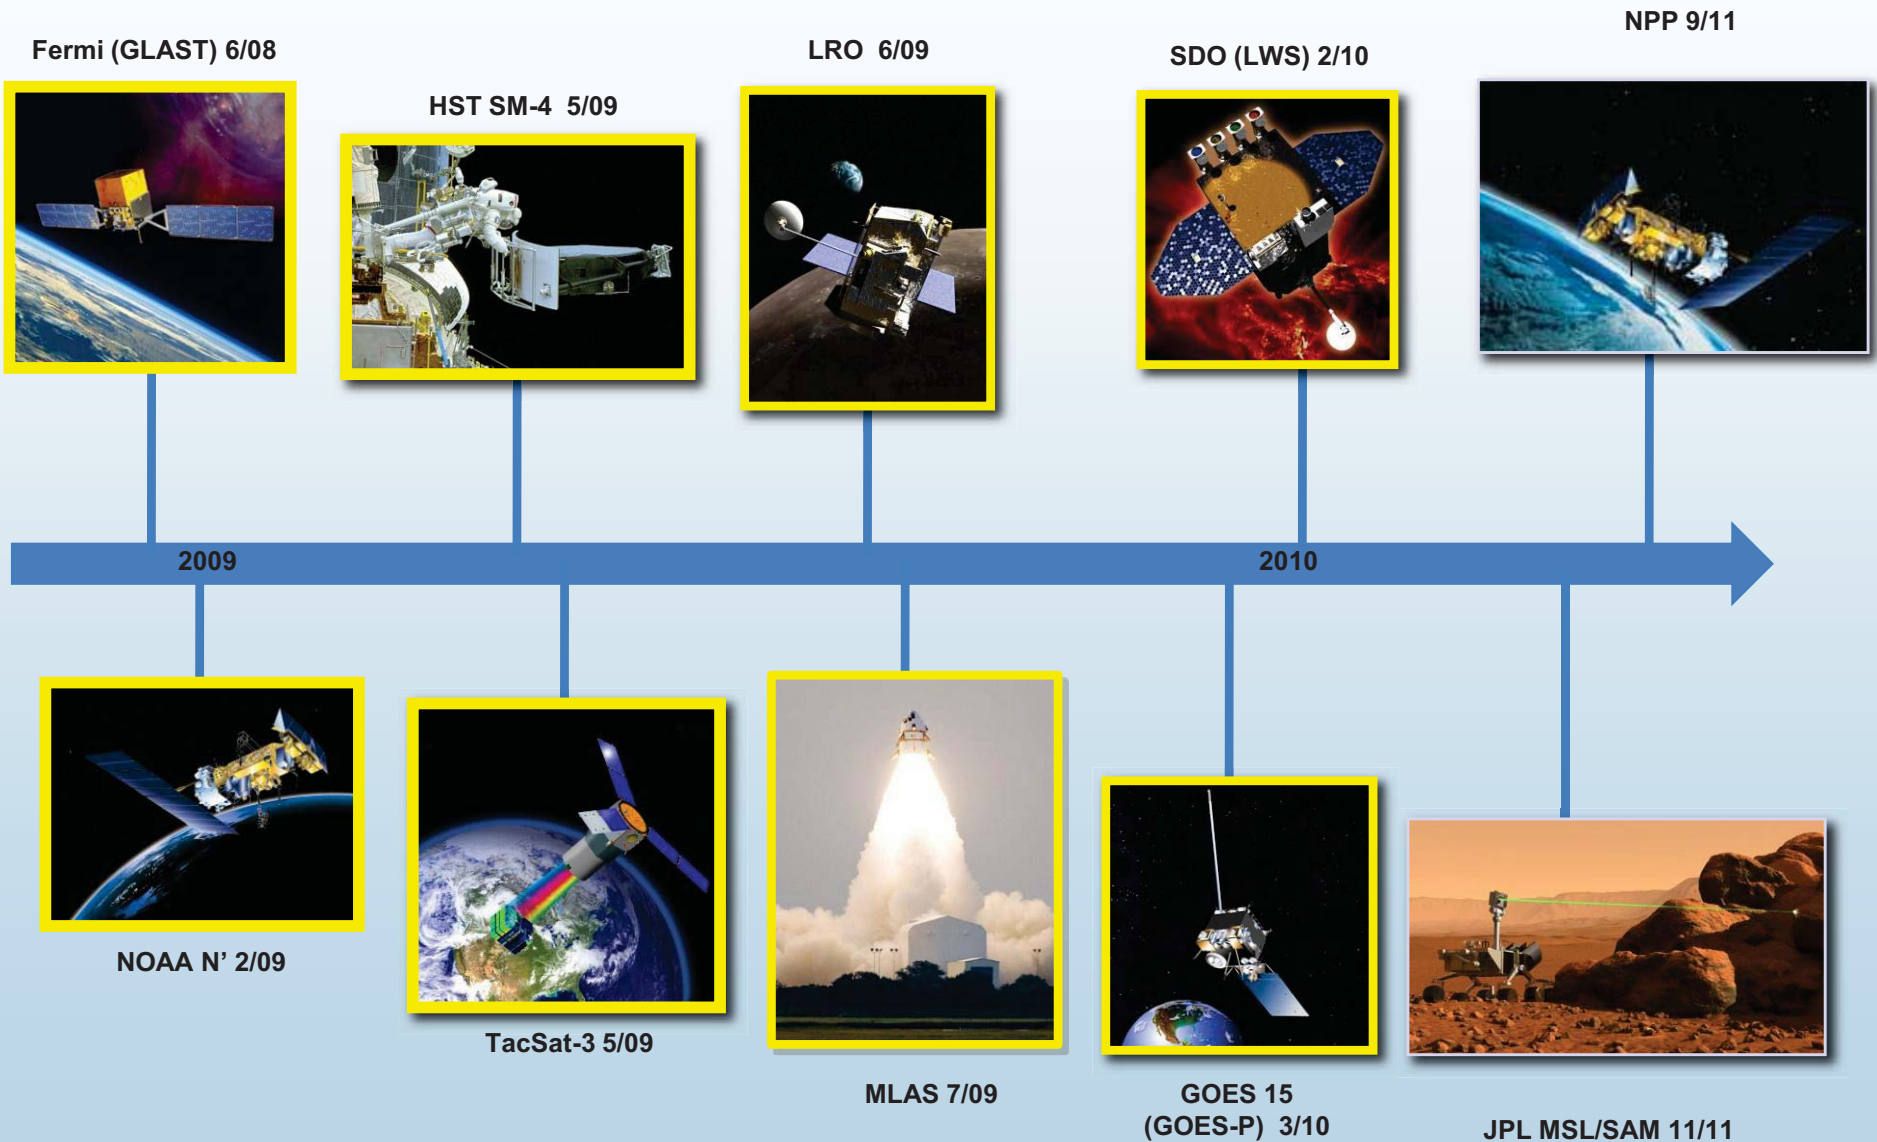 NPP 9/11
Fermi (GLAST) 6/08
LRO 6/09
SDO (LWS) 2/10
HST SM-4 5/09
2009
2010
NOAA N’ 2/09
TacSat-3 5/09
MLAS 7/09
GOES 15
(GOES-P) 3/10
JPL MSL/SAM 11/11